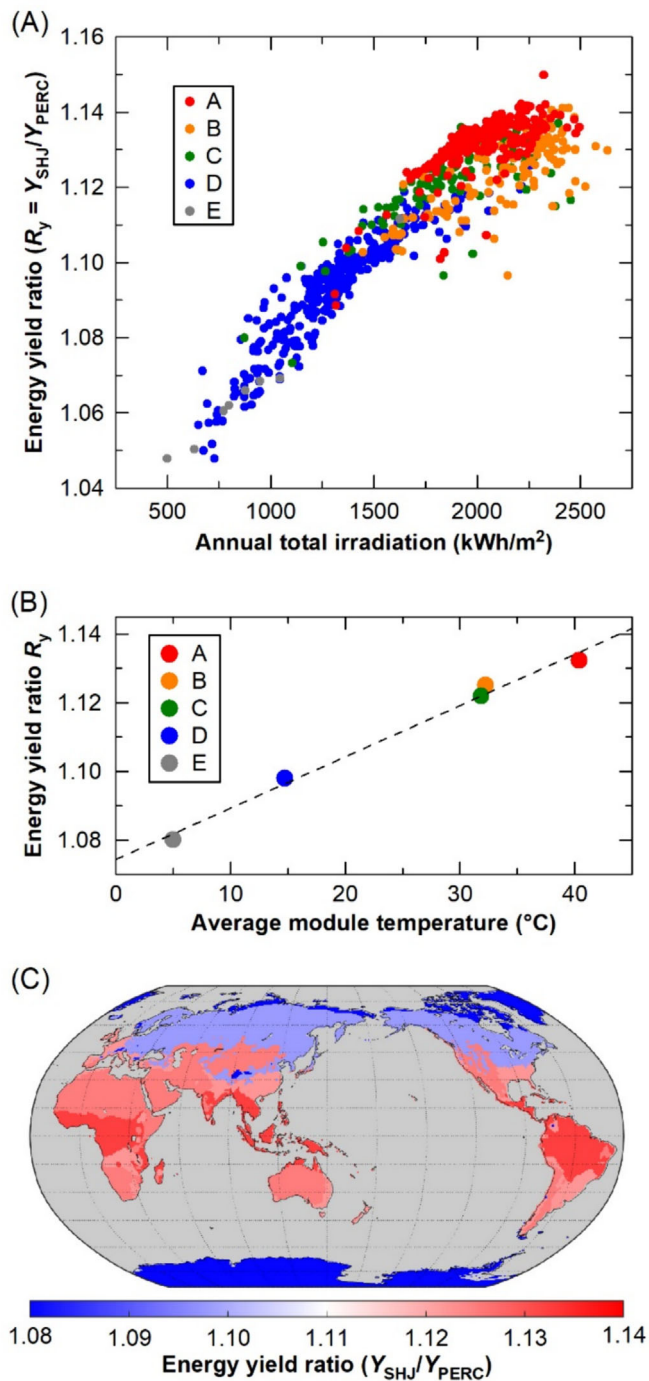 (A)
1.16
1.14
1.12
1.10
1.08
1.06
1.04
Energy yield ratio (Ry = YSHJ/YPERC)
A
B
C
D
E
500 1000 1500 2000 2500
Annual total irradiation (kWh/m²)
(B)
1.14
1.12
1.10
1.08
Energy yield ratio Ry
A
B
C
D
E
0 10 20 30 40
Average module temperature (°C)
(C)
1.08 1.09 1.10 1.11 1.12 1.13 1.14
Energy yield ratio (YSHJ/YPERC)